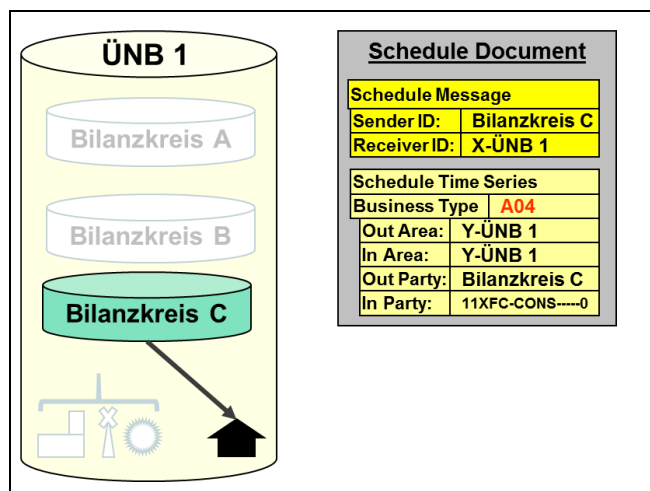 ÜNB 1
Bilanzkreis A
Bilanzkreis B
Bilanzkreis C
Schedule Document
Schedule Message
Sender ID: Bilanzkreis C
Receiver ID: X-ÜNB 1
Schedule Time Series
Business Type A04
Out Area: Y-ÜNB 1
In Area: Y-ÜNB 1
Out Party: Bilanzkreis C
In Party: 11XFC-CONS-----0